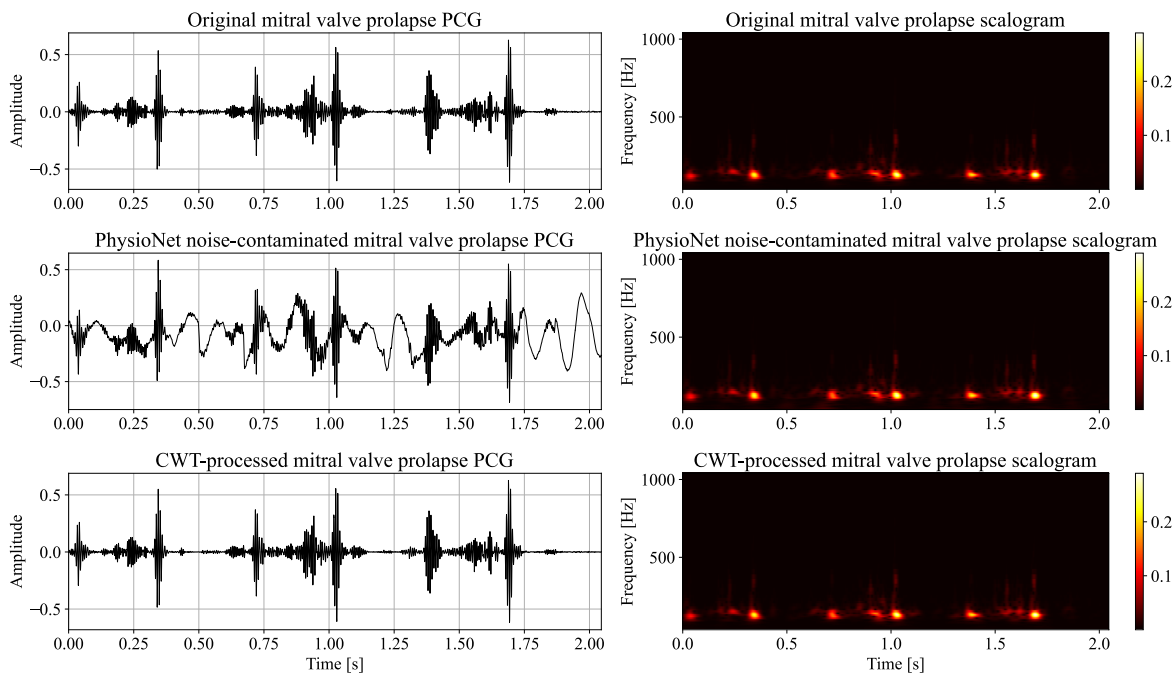 Original mitral valve prolapse PCG
Amplitude
0.5
0.0
−0.5
0.00 0.25 0.50 0.75 1.00 1.25 1.50 1.75 2.00
Original mitral valve prolapse scalogram
Frequency [Hz]
1000
500
0.0 0.5 1.0 1.5 2.0
0.2
0.1
PhysioNet noise-contaminated mitral valve prolapse PCG
Amplitude
0.5
0.0
−0.5
0.00 0.25 0.50 0.75 1.00 1.25 1.50 1.75 2.00
PhysioNet noise-contaminated mitral valve prolapse scalogram
Frequency [Hz]
1000
500
0.0 0.5 1.0 1.5 2.0
0.2
0.1
CWT-processed mitral valve prolapse PCG
Amplitude
0.5
0.0
−0.5
0.00 0.25 0.50 0.75 1.00 1.25 1.50 1.75 2.00
Time [s]
CWT-processed mitral valve prolapse scalogram
Frequency [Hz]
1000
500
0.0 0.5 1.0 1.5 2.0
Time [s]
0.2
0.1